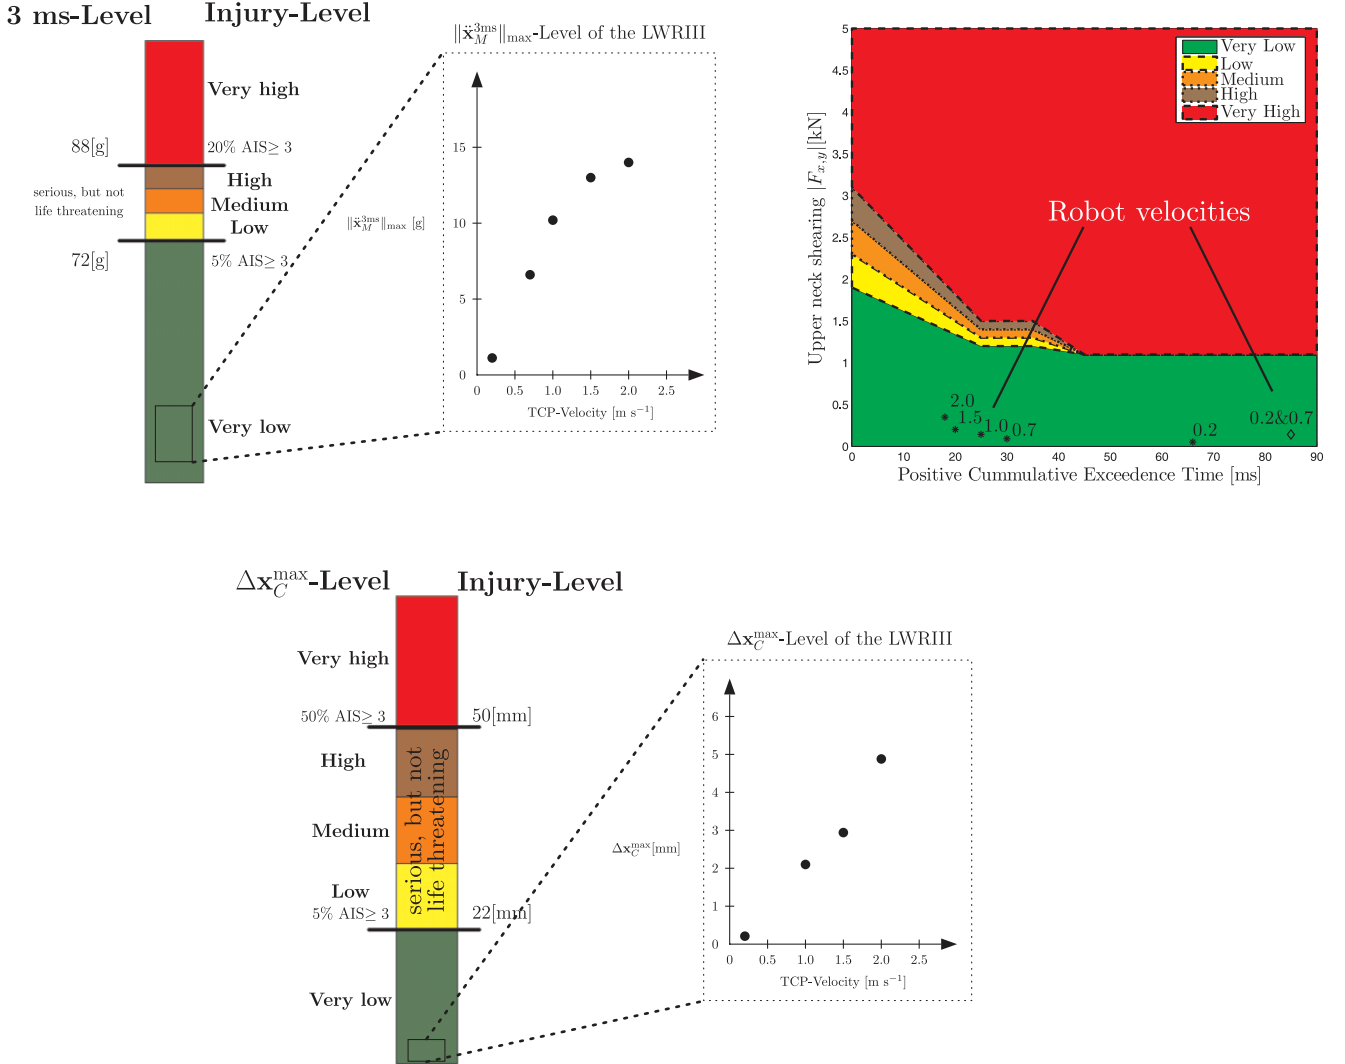 3 ms-Level
Injury-Level
Very high
88[g]
20% AIS≥ 3
High
serious, but not
life threatening
Medium
Low
72[g]
5% AIS≥ 3
Very low
‖ẍ_M^3ms‖max-Level of the LWRIII
15
10
5
0
‖ẍ_M^3ms‖max [g]
0 0.5 1.0 1.5 2.0 2.5
TCP-Velocity [m s⁻¹]
5
4.5
4
3.5
3
2.5
2
1.5
1
0.5
0
Upper neck shearing |F_x,y|[kN]
Very Low
Low
Medium
High
Very High
Robot velocities
2.0
1.5
1.0
0.7
0.2
0.2&0.7
0 10 20 30 40 50 60 70 80 90
Positive Cummulative Exceedence Time [ms]
Δx_C^max-Level
Injury-Level
Very high
50% AIS≥ 3
50[mm]
High
Medium
Low
5% AIS≥ 3
22[mm]
serious, but not
life threatening
Very low
Δx_C^max-Level of the LWRIII
6
5
4
3
2
1
0
Δx_C^max[mm]
0 0.5 1.0 1.5 2.0 2.5
TCP-Velocity [m s⁻¹]